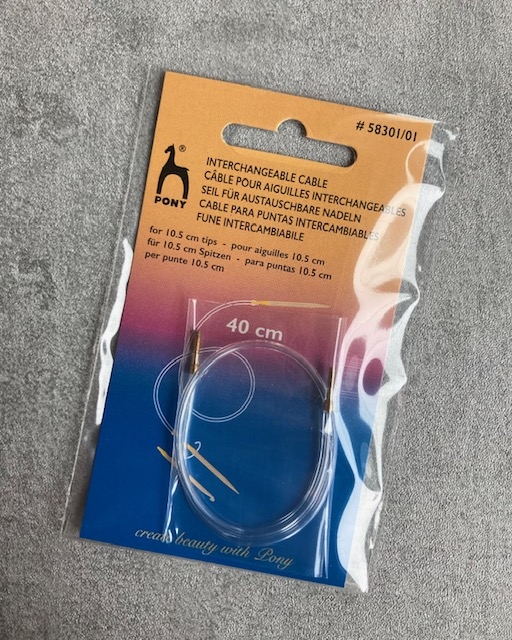 # 58301/01
®
PONY
INTERCHANGEABLE CABLE
CÂBLE POUR AIGUILLES INTERCHANGEABLES
SEIL FÜR AUSTAUSCHBARE NADELN
CABLE PARA PUNTAS INTERCAMBIABLES
FUNE INTERCAMBIABILE
for 10.5 cm tips - pour aiguilles 10.5 cm
für 10.5 cm Spitzen - para puntas 10.5 cm
per punte 10.5 cm
40 cm
create beauty with Pony